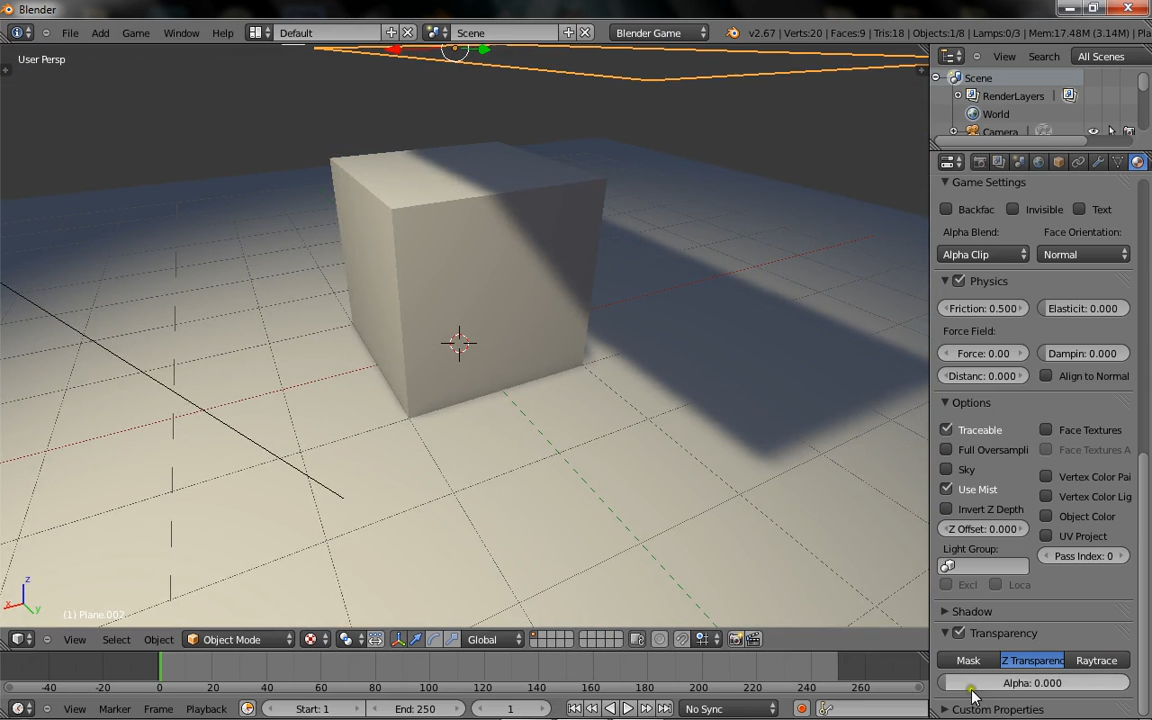 Blender
File Add Game Window Help Default Scene Blender Game v2.67 | Verts:20 | Faces:9 | Tris:18 | Objects:1/8 | Lamps:0/3 | Mem:17.48M (3.14M) | Pla
User Persp
View Search All Scenes
Scene
RenderLayers
World
Camera
Game Settings
Backfac Invisible Text
Alpha Blend: Face Orientation:
Alpha Clip Normal
Physics
Friction: 0.500 Elasticit: 0.000
Force Field:
Force: 0.00 Dampin: 0.000
Distanc: 0.000 Align to Normal
Options
Traceable Face Textures
Full Oversampli Face Textures A
Sky Vertex Color Pai
Use Mist Vertex Color Lig
Invert Z Depth Object Color
Z Offset: 0.000 UV Project
Light Group: Pass Index: 0
Excl Loca
Shadow
Transparency
Mask Z Transparenc Raytrace
Alpha: 0.000
Custom Properties
z
x y
(1) Plane.002
View Select Object Object Mode Global
-40 -20 0 20 40 60 80 100 120 140 160 180 200 220 240 260
View Marker Frame Playback Start: 1 End: 250 1 No Sync